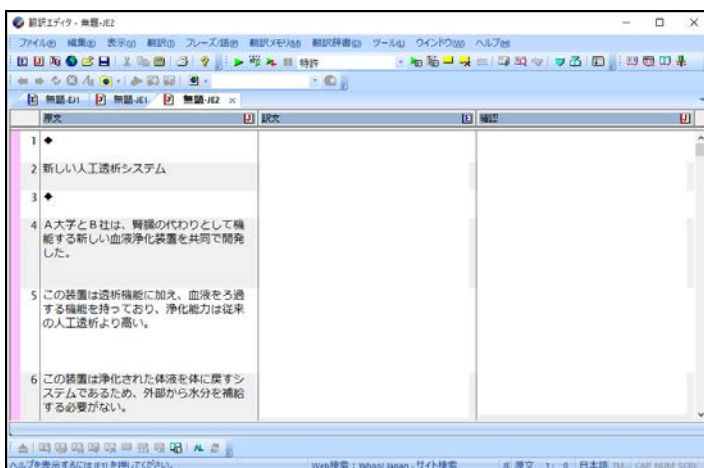 翻訳エディタ - 無題-JE2
ファイル(F) 編集(E) 表示(V) 翻訳(T) フレーズ/語(P) 翻訳メモリ(M) 翻訳辞書(D) ツール(L) ウインドウ(W) ヘルプ(H)
特許
無題-EJ1 無題-JE1 無題-JE2 ×
原文 訳文 確認
1 ◆
2 新しい人工透析システム
3 ◆
4 A大学とB社は、腎臓の代わりとして機
能する新しい血液浄化装置を共同で開発
した。
5 この装置は透析機能に加え、血液をろ過
する機能を持っており、浄化能力は従来
の人工透析より高い。
6 この装置は浄化された体液を体に戻すシ
ステムであるため、外部から水分を補給
する必要がない。
ヘルプを表示するには [F1] を押してください。 Web検索 : Yahoo! Japan - サイト検索 原文 1: 0 日本語 CAP NUM SCRL